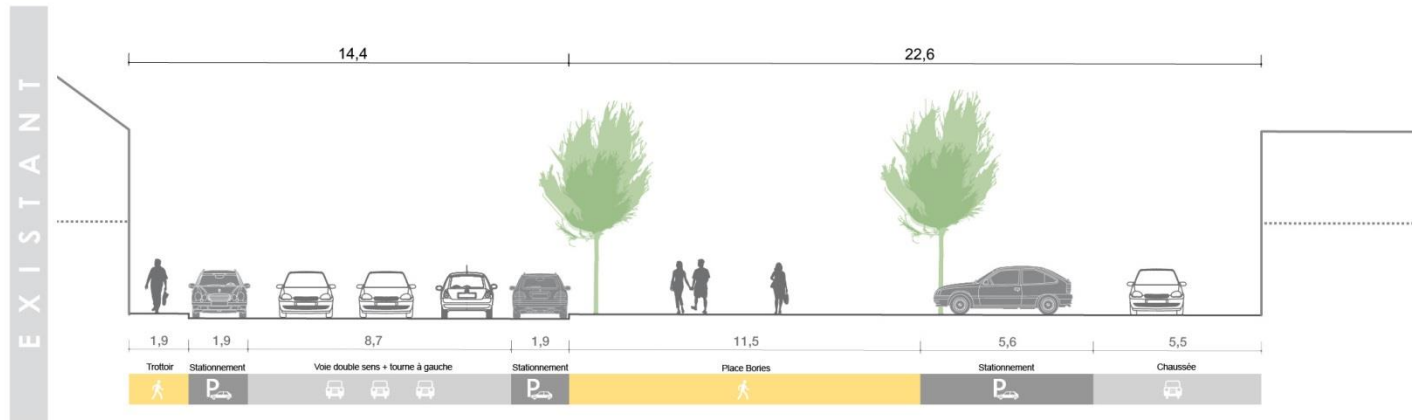 EXISTANT
14,4 22,6
1,9 1,9 8,7 1,9 11,5 5,6 5,5
Trottoir Stationnement Voie double sens + tourne à gauche Stationnement Place Bories Stationnement Chaussée
P P P